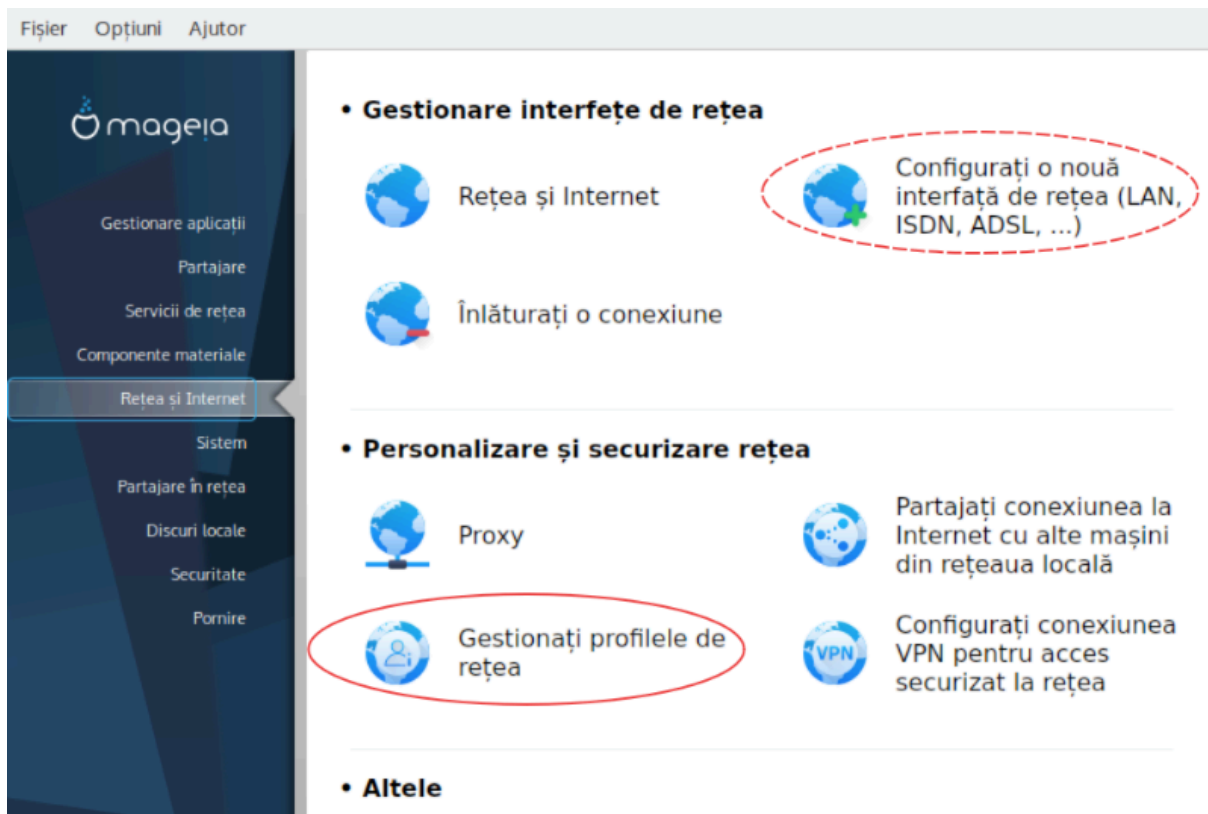 Fișier Opțiuni Ajutor
mageia
Gestionare aplicații
Partajare
Servicii de rețea
Componente materiale
Rețea și Internet
Sistem
Partajare în rețea
Discuri locale
Securitate
Pornire
• Gestionare interfețe de rețea
Rețea și Internet
Configurați o nouă
interfață de rețea (LAN,
ISDN, ADSL, ...)
Înlăturați o conexiune
• Personalizare și securizare rețea
Proxy
Partajați conexiunea la
Internet cu alte mașini
din rețeaua locală
Gestionați profilele de
rețea
VPN
Configurați conexiunea
VPN pentru acces
securizat la rețea
• Altele